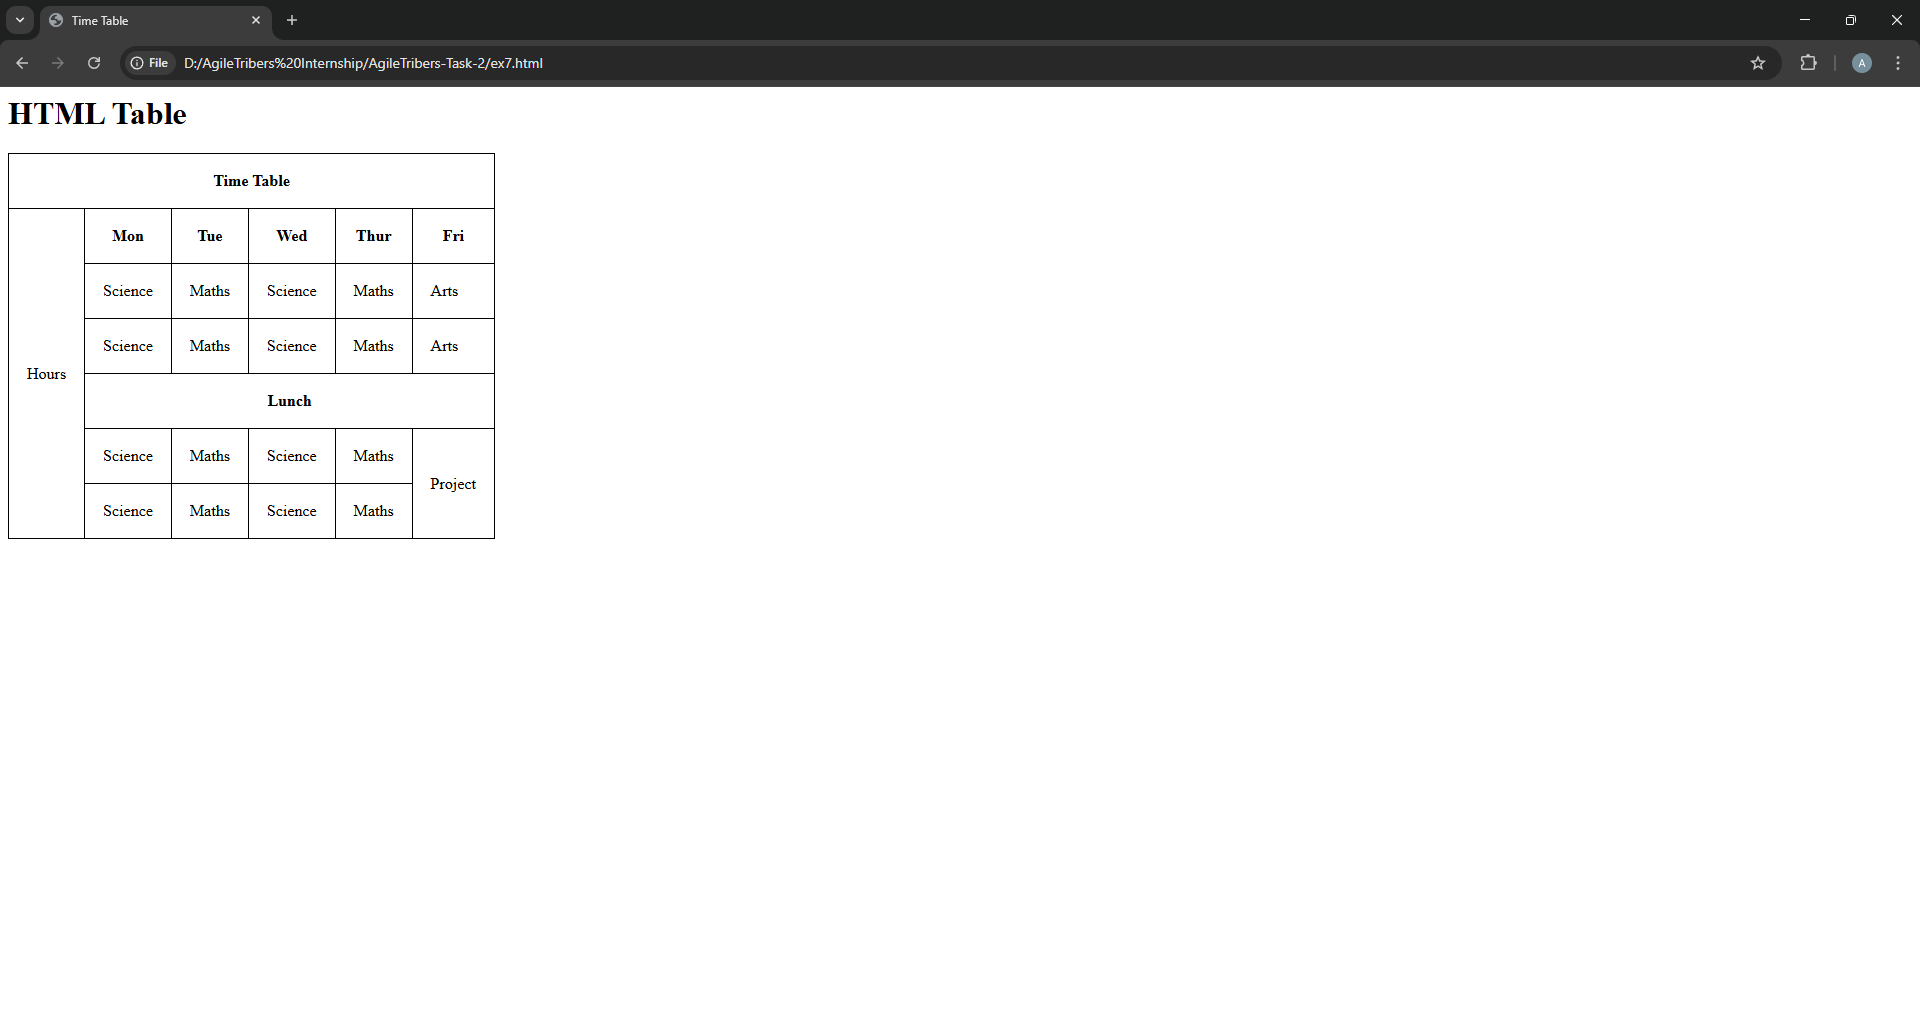 Time Table
File D:/AgileTribers%20Internship/AgileTribers-Task-2/ex7.html
A
HTML Table
Time Table
Mon Tue Wed Thur Fri
Science Maths Science Maths Arts
Science Maths Science Maths Arts
Hours
Lunch
Science Maths Science Maths
Project
Science Maths Science Maths